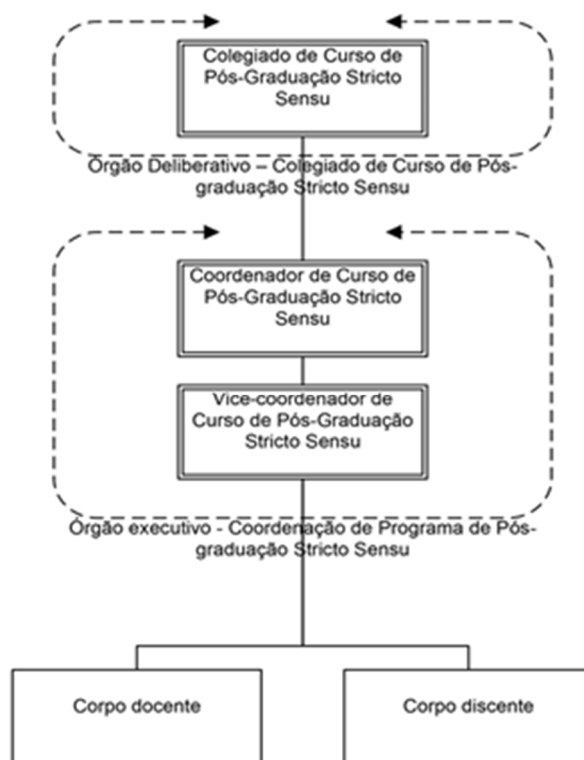 Colegiado de Curso de
Pós-Graduação Stricto
Sensu
Órgão Deliberativo – Colegiado de Curso de Pós-
graduação Stricto Sensu
Coordenador de Curso de
Pós-Graduação Stricto
Sensu
Vice-coordenador de
Curso de Pós-Graduação
Stricto Sensu
Órgão executivo - Coordenação de Programa de Pós-
graduação Stricto Sensu
Corpo docente
Corpo discente